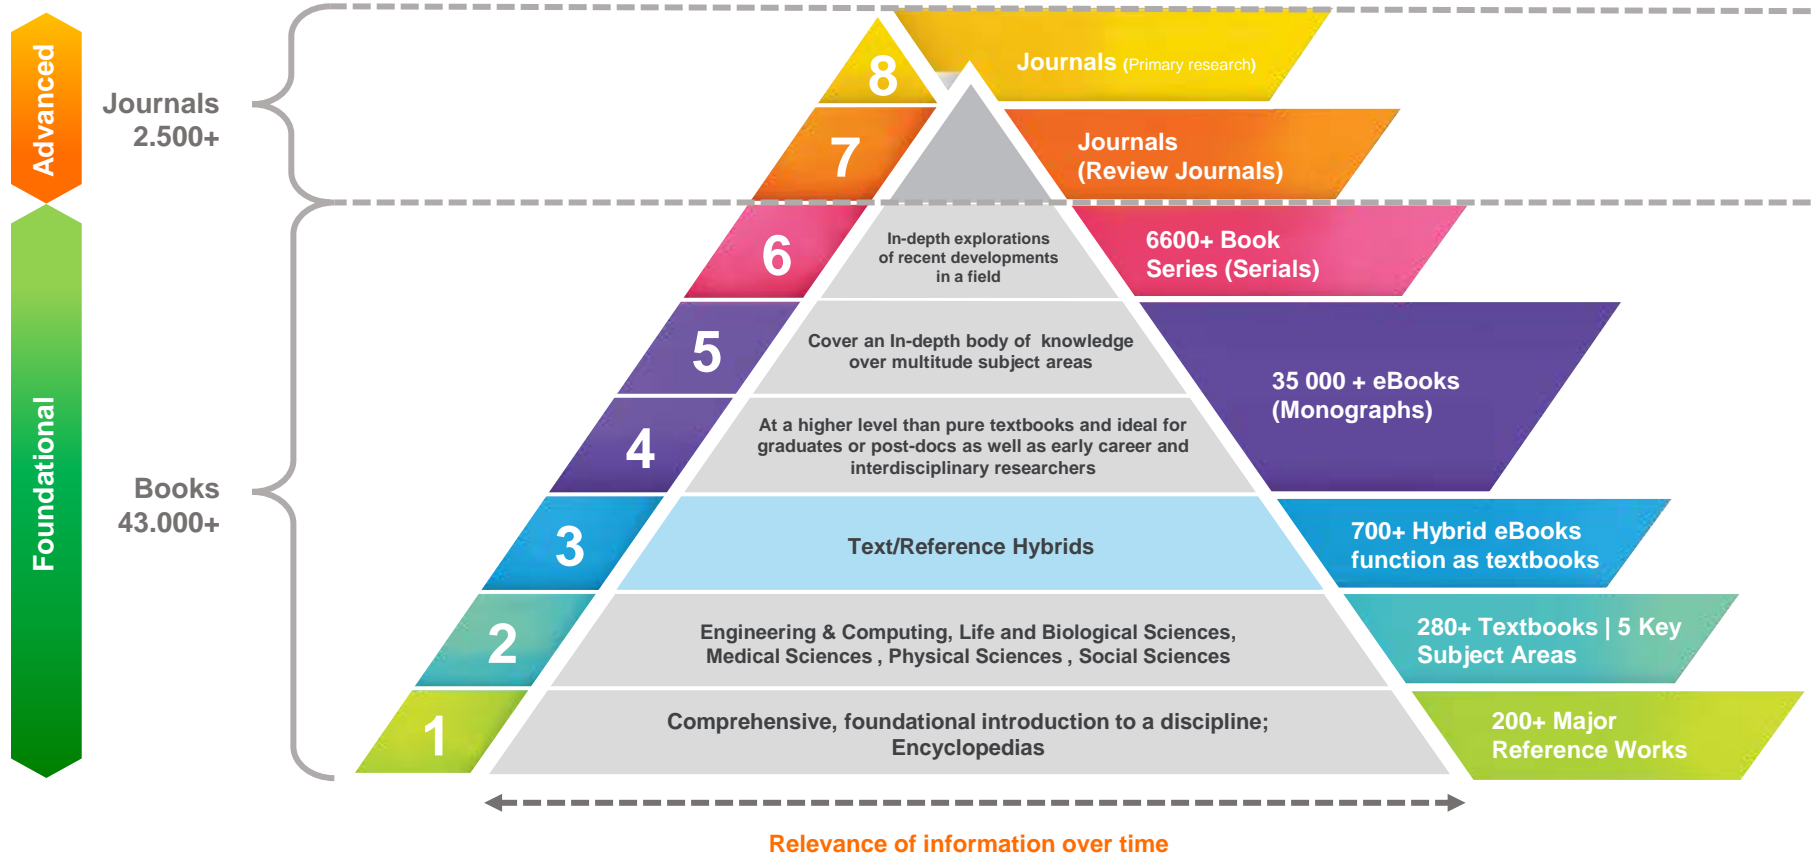 Advanced
Journals
2.500+
8
Journals (Primary research)
7
Journals
(Review Journals)
Foundational
Books
43.000+
6
In-depth explorations
of recent developments
in a field
6600+ Book
Series (Serials)
5
Cover an In-depth body of knowledge
over multitude subject areas
35 000 + eBooks
(Monographs)
4
At a higher level than pure textbooks and ideal for
graduates or post-docs as well as early career and
interdisciplinary researchers
3
Text/Reference Hybrids
700+ Hybrid eBooks
function as textbooks
2
Engineering & Computing, Life and Biological Sciences,
Medical Sciences , Physical Sciences , Social Sciences
280+ Textbooks | 5 Key
Subject Areas
1
Comprehensive, foundational introduction to a discipline;
Encyclopedias
200+ Major
Reference Works
Relevance of information over time